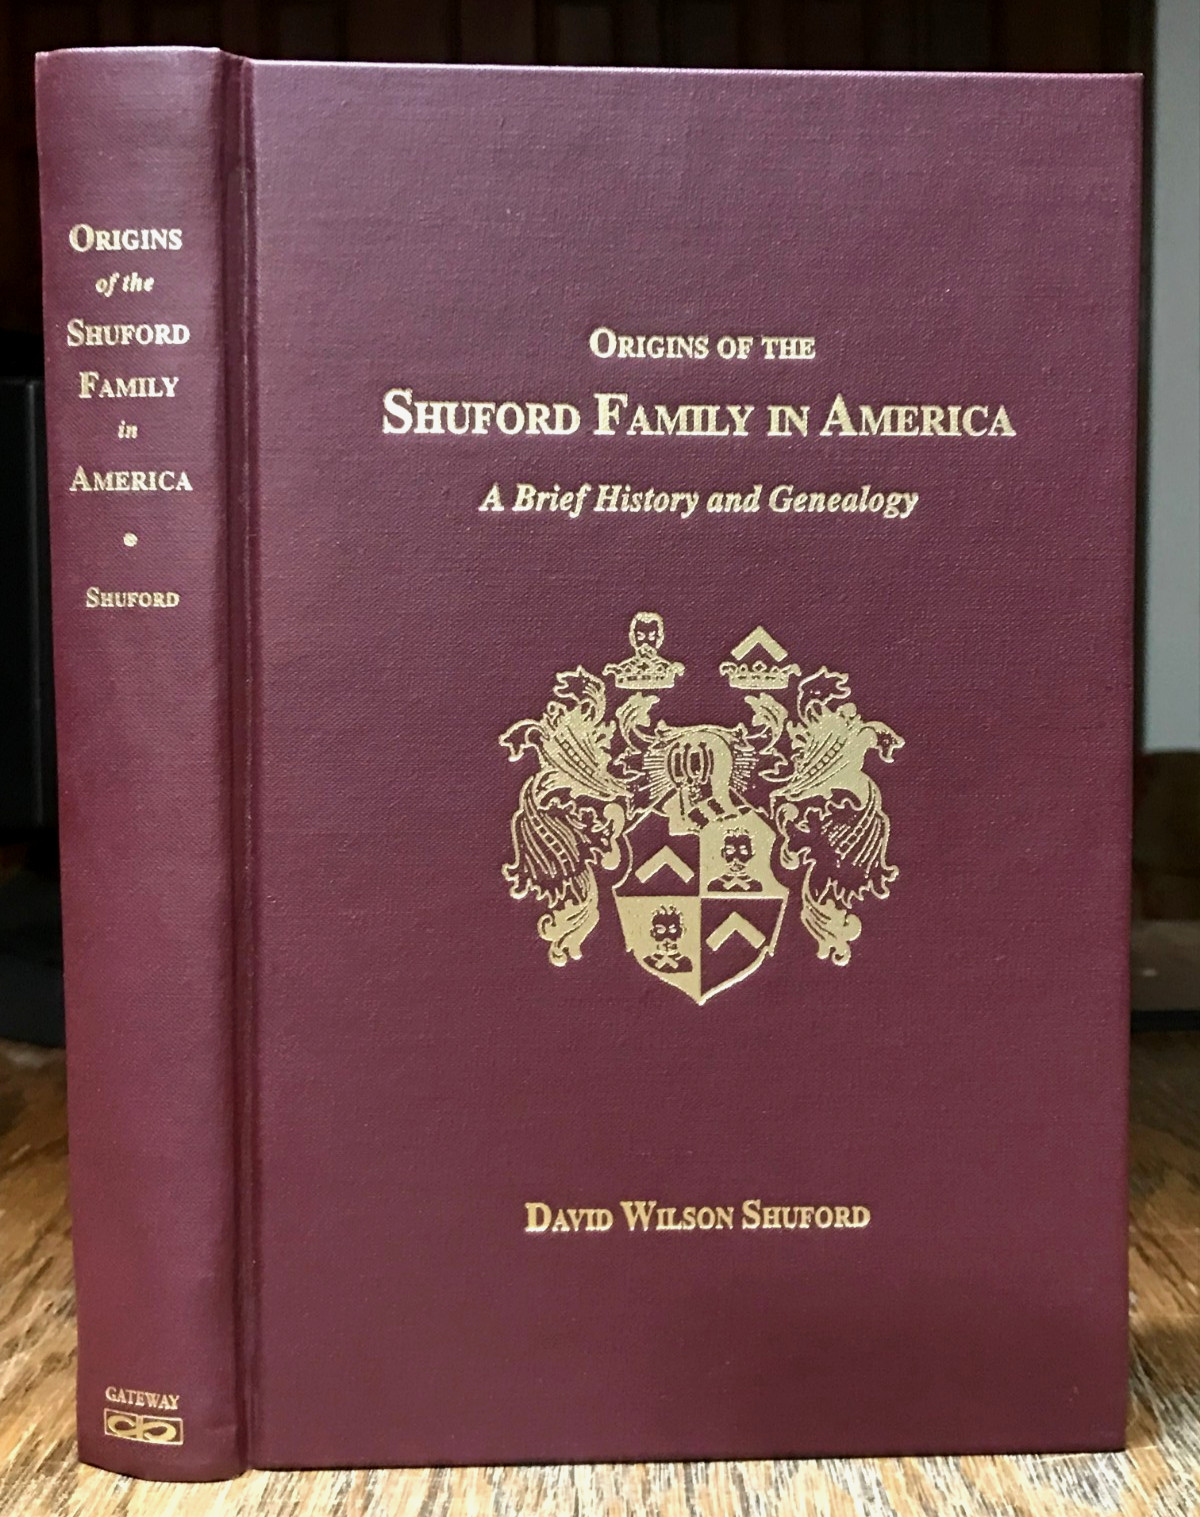 ORIGINS
of the
SHUFORD
FAMILY
in
AMERICA
SHUFORD
GATEWAY
ORIGINS OF THE
SHUFORD FAMILY IN AMERICA
A Brief History and Genealogy
DAVID WILSON SHUFORD